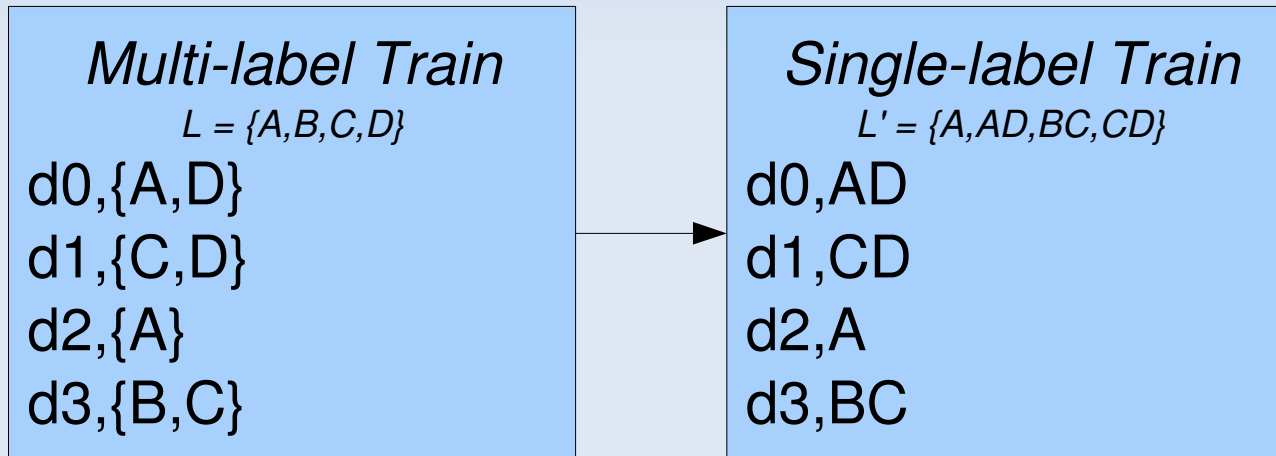 Multi-label Train
L = {A,B,C,D}
d0,{A,D}
d1,{C,D}
d2,{A}
d3,{B,C}
Single-label Train
L' = {A,AD,BC,CD}
d0,AD
d1,CD
d2,A
d3,BC